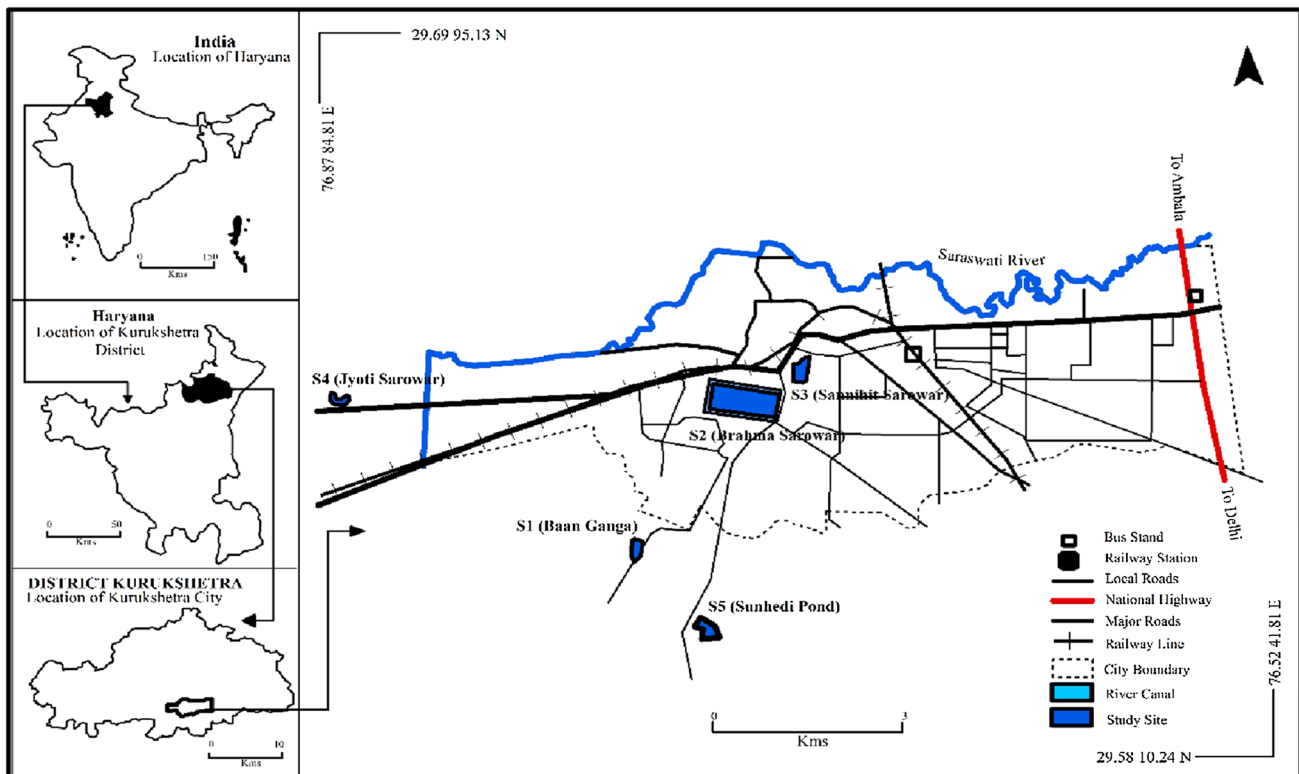 India
Location of Haryana
0 150
Kms
Haryana
Location of Kurukshetra
District
0 50
Kms
DISTRICT KURUKSHETRA
Location of Kurukshetra City
0 10
Kms
29.69 95.13 N
76.87 84.81 E
To Ambala
Saraswati River
S4 (Jyoti Sarowar)
S3 (Sannihit Sarowar)
S2 (Brahma Sarowar)
S1 (Baan Ganga)
S5 (Sunhedi Pond)
To Delhi
Bus Stand
Railway Station
Local Roads
National Highway
Major Roads
Railway Line
City Boundary
River Canal
Study Site
0 3
Kms
76.52 41.81 E
29.58 10.24 N